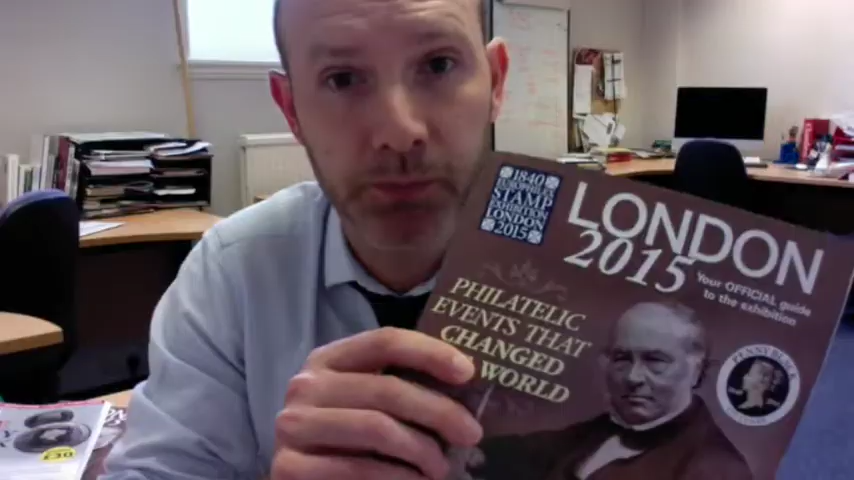 1840
EUROPHILEX
STAMP
EXHIBITION
LONDON
2015
LONDON
2015
Your OFFICIAL guide
to the exhibition
PHILATELIC
EVENTS THAT
CHANGED
WORLD
PENNY BLACK